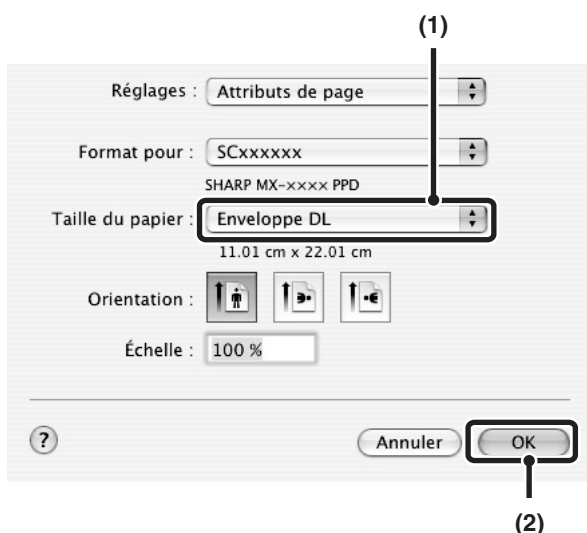 (1)
Réglages : Attributs de page
Format pour : SCxxxxxx
SHARP MX-×××× PPD
Taille du papier : Enveloppe DL
11.01 cm x 22.01 cm
Orientation :
Échelle : 100 %
? Annuler OK
(2)